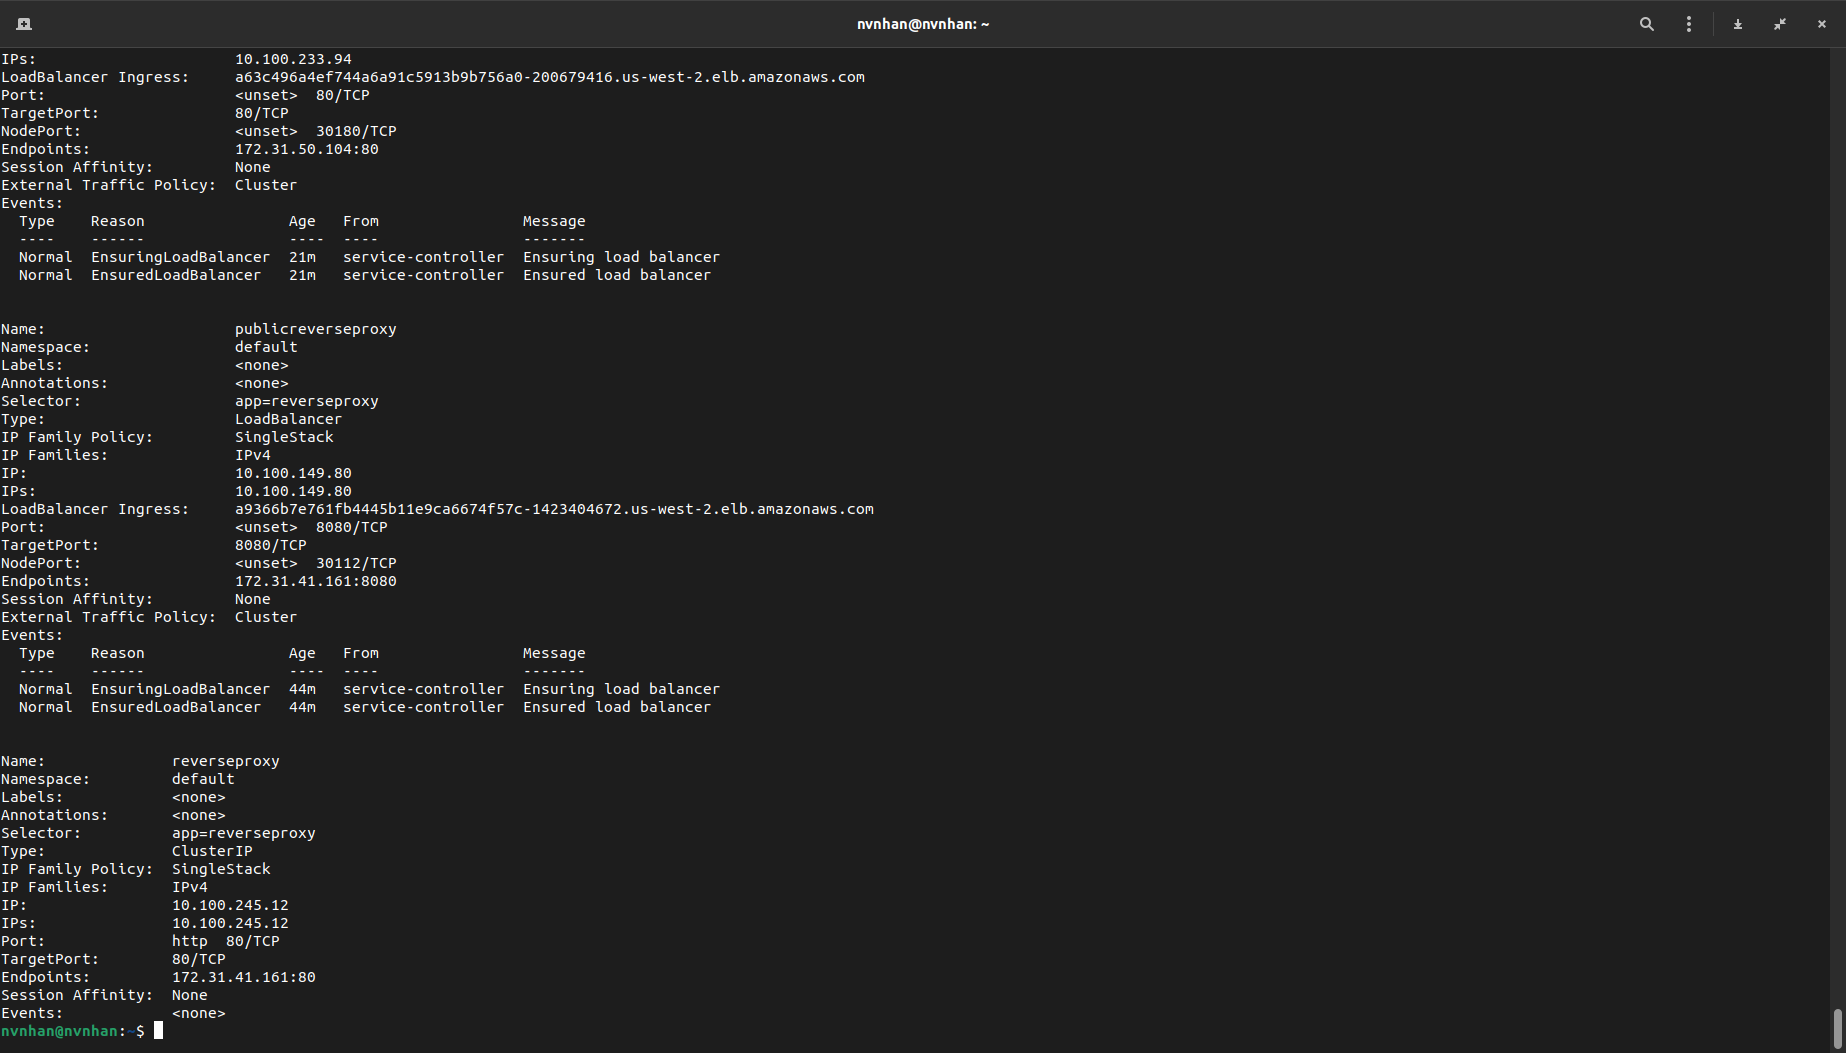 nvnhan@nvnhan: ~
IPs:                      10.100.233.94
LoadBalancer Ingress:     a63c496a4ef744a6a91c5913b9b756a0-200679416.us-west-2.elb.amazonaws.com
Port:                     <unset>  80/TCP
TargetPort:               80/TCP
NodePort:                 <unset>  30180/TCP
Endpoints:                172.31.50.104:80
Session Affinity:         None
External Traffic Policy:  Cluster
Events:
  Type    Reason                Age   From                Message
  ----    ------                ----  ----                -------
  Normal  EnsuringLoadBalancer  21m   service-controller  Ensuring load balancer
  Normal  EnsuredLoadBalancer   21m   service-controller  Ensured load balancer
Name:                     publicreverseproxy
Namespace:                default
Labels:                   <none>
Annotations:              <none>
Selector:                 app=reverseproxy
Type:                     LoadBalancer
IP Family Policy:         SingleStack
IP Families:              IPv4
IP:                       10.100.149.80
IPs:                      10.100.149.80
LoadBalancer Ingress:     a9366b7e761fb4445b11e9ca6674f57c-1423404672.us-west-2.elb.amazonaws.com
Port:                     <unset>  8080/TCP
TargetPort:               8080/TCP
NodePort:                 <unset>  30112/TCP
Endpoints:                172.31.41.161:8080
Session Affinity:         None
External Traffic Policy:  Cluster
Events:
  Type    Reason                Age   From                Message
  ----    ------                ----  ----                -------
  Normal  EnsuringLoadBalancer  44m   service-controller  Ensuring load balancer
  Normal  EnsuredLoadBalancer   44m   service-controller  Ensured load balancer
Name:              reverseproxy
Namespace:         default
Labels:            <none>
Annotations:       <none>
Selector:          app=reverseproxy
Type:              ClusterIP
IP Family Policy:  SingleStack
IP Families:       IPv4
IP:                10.100.245.12
IPs:               10.100.245.12
Port:              http  80/TCP
TargetPort:        80/TCP
Endpoints:         172.31.41.161:80
Session Affinity:  None
Events:            <none>
nvnhan@nvnhan:~$